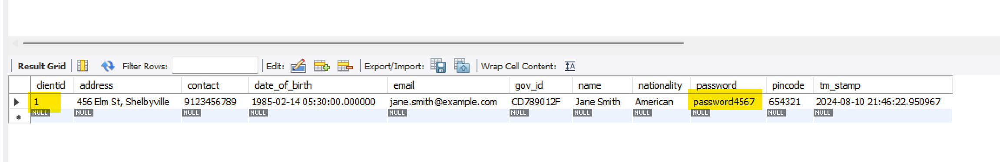 Result Grid Filter Rows: Edit: Export/Import: Wrap Cell Content: IA
clientid address contact date_of_birth email gov_id name nationality password pincode tm_stamp
1 456 Elm St, Shelbyville 9123456789 1985-02-14 05:30:00.000000 jane.smith@example.com CD789012F Jane Smith American password4567 654321 2024-08-10 21:46:22.950967
NULL NULL NULL NULL NULL NULL NULL NULL NULL NULL NULL